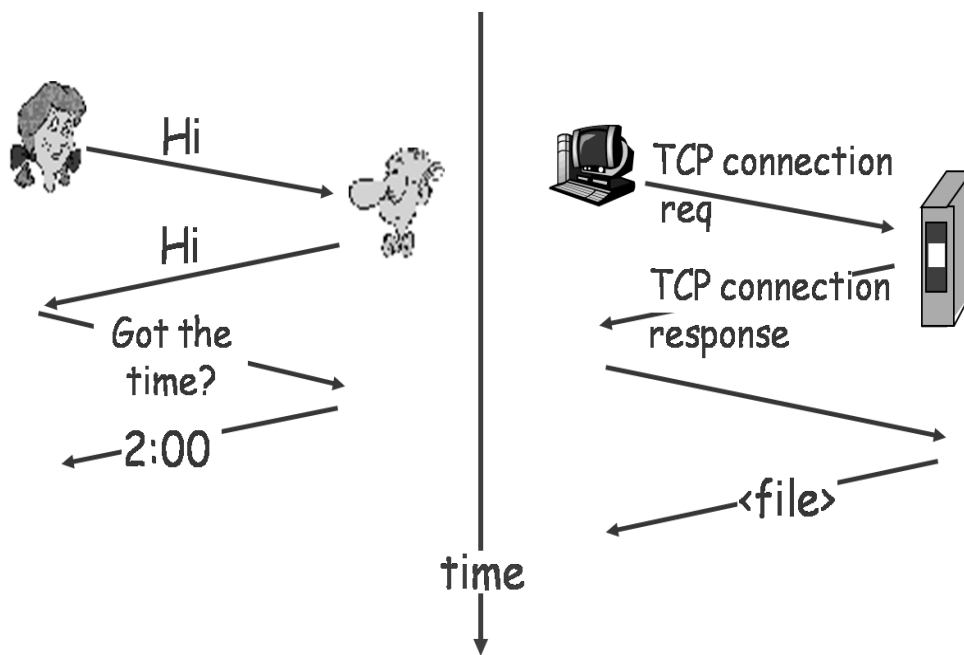 Hi
Hi
Got the
time?
2:00
TCP connection
req
TCP connection
response
<file>
time